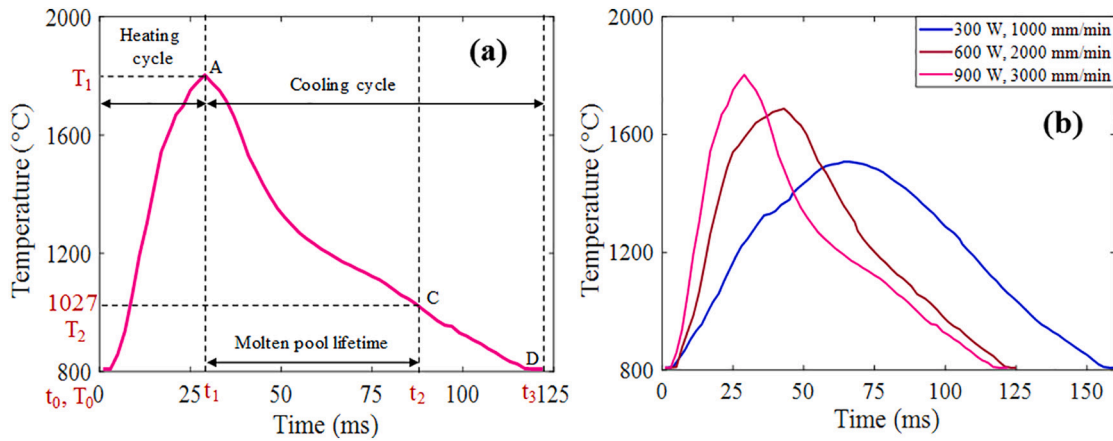 2000
1600
1200
800
Temperature (°C)
Heating cycle
(a)
A
T1
Cooling cycle
1027
T2
C
Molten pool lifetime
D
t0, T0
25
t1
50
75
t2
100
t3
125
Time (ms)
2000
1600
1200
800
Temperature (°C)
300 W, 1000 mm/min
600 W, 2000 mm/min
900 W, 3000 mm/min
(b)
0
25
50
75
100
125
150
Time (ms)